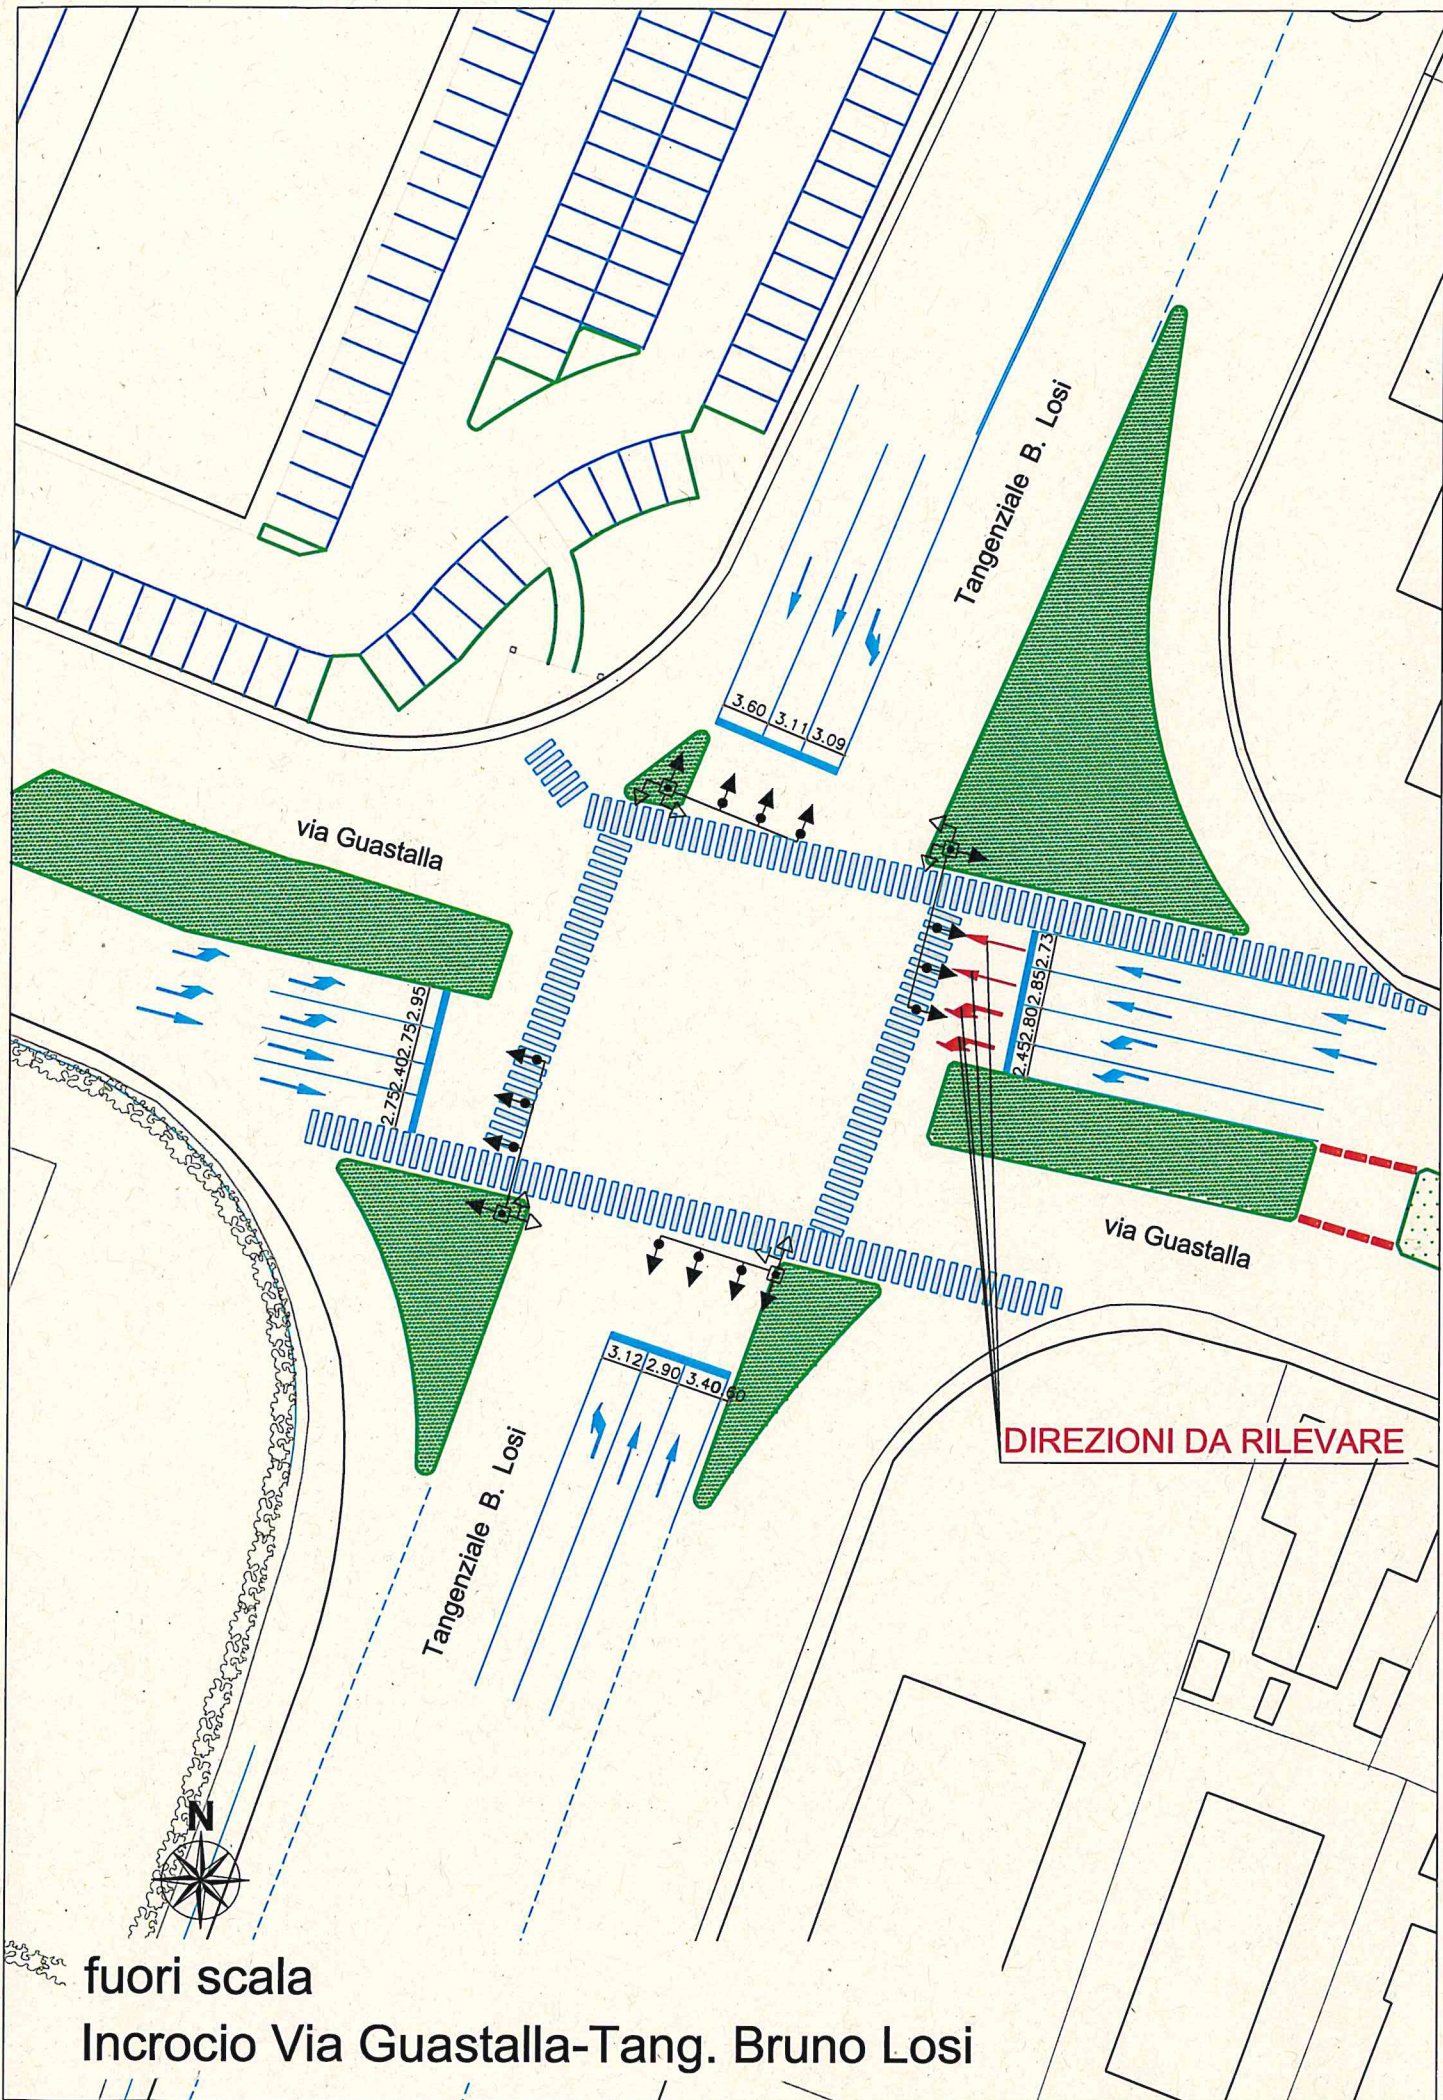 Tangenziale B. Losi
3.60
3.11
3.09
via Guastalla
2.73
2.85
2.80
2.45
2.95
2.75
2.40
2.75
via Guastalla
3.12
2.90
3.40
60
DIREZIONI DA RILEVARE
Tangenziale B. Losi
N
fuori scala
Incrocio Via Guastalla-Tang. Bruno Losi